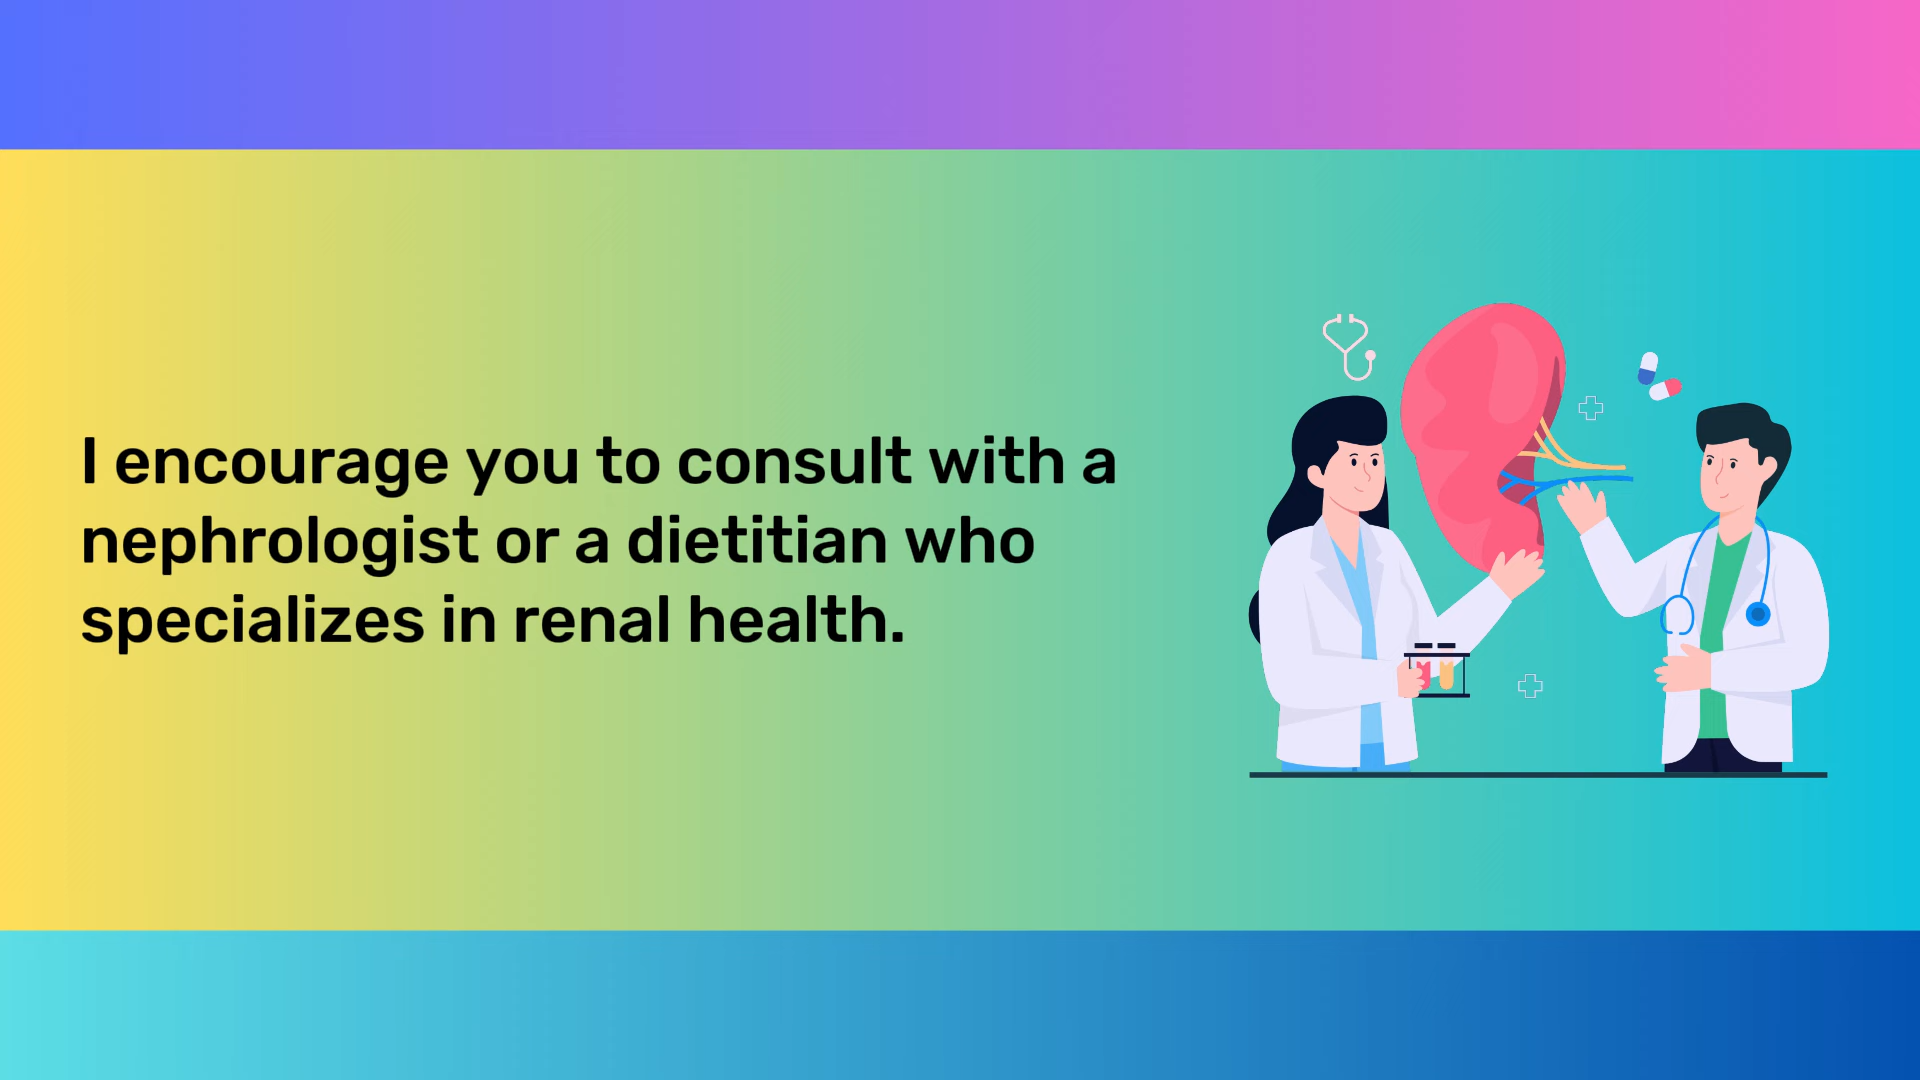 I encourage you to consult with a
nephrologist or a dietitian who
specializes in renal health.